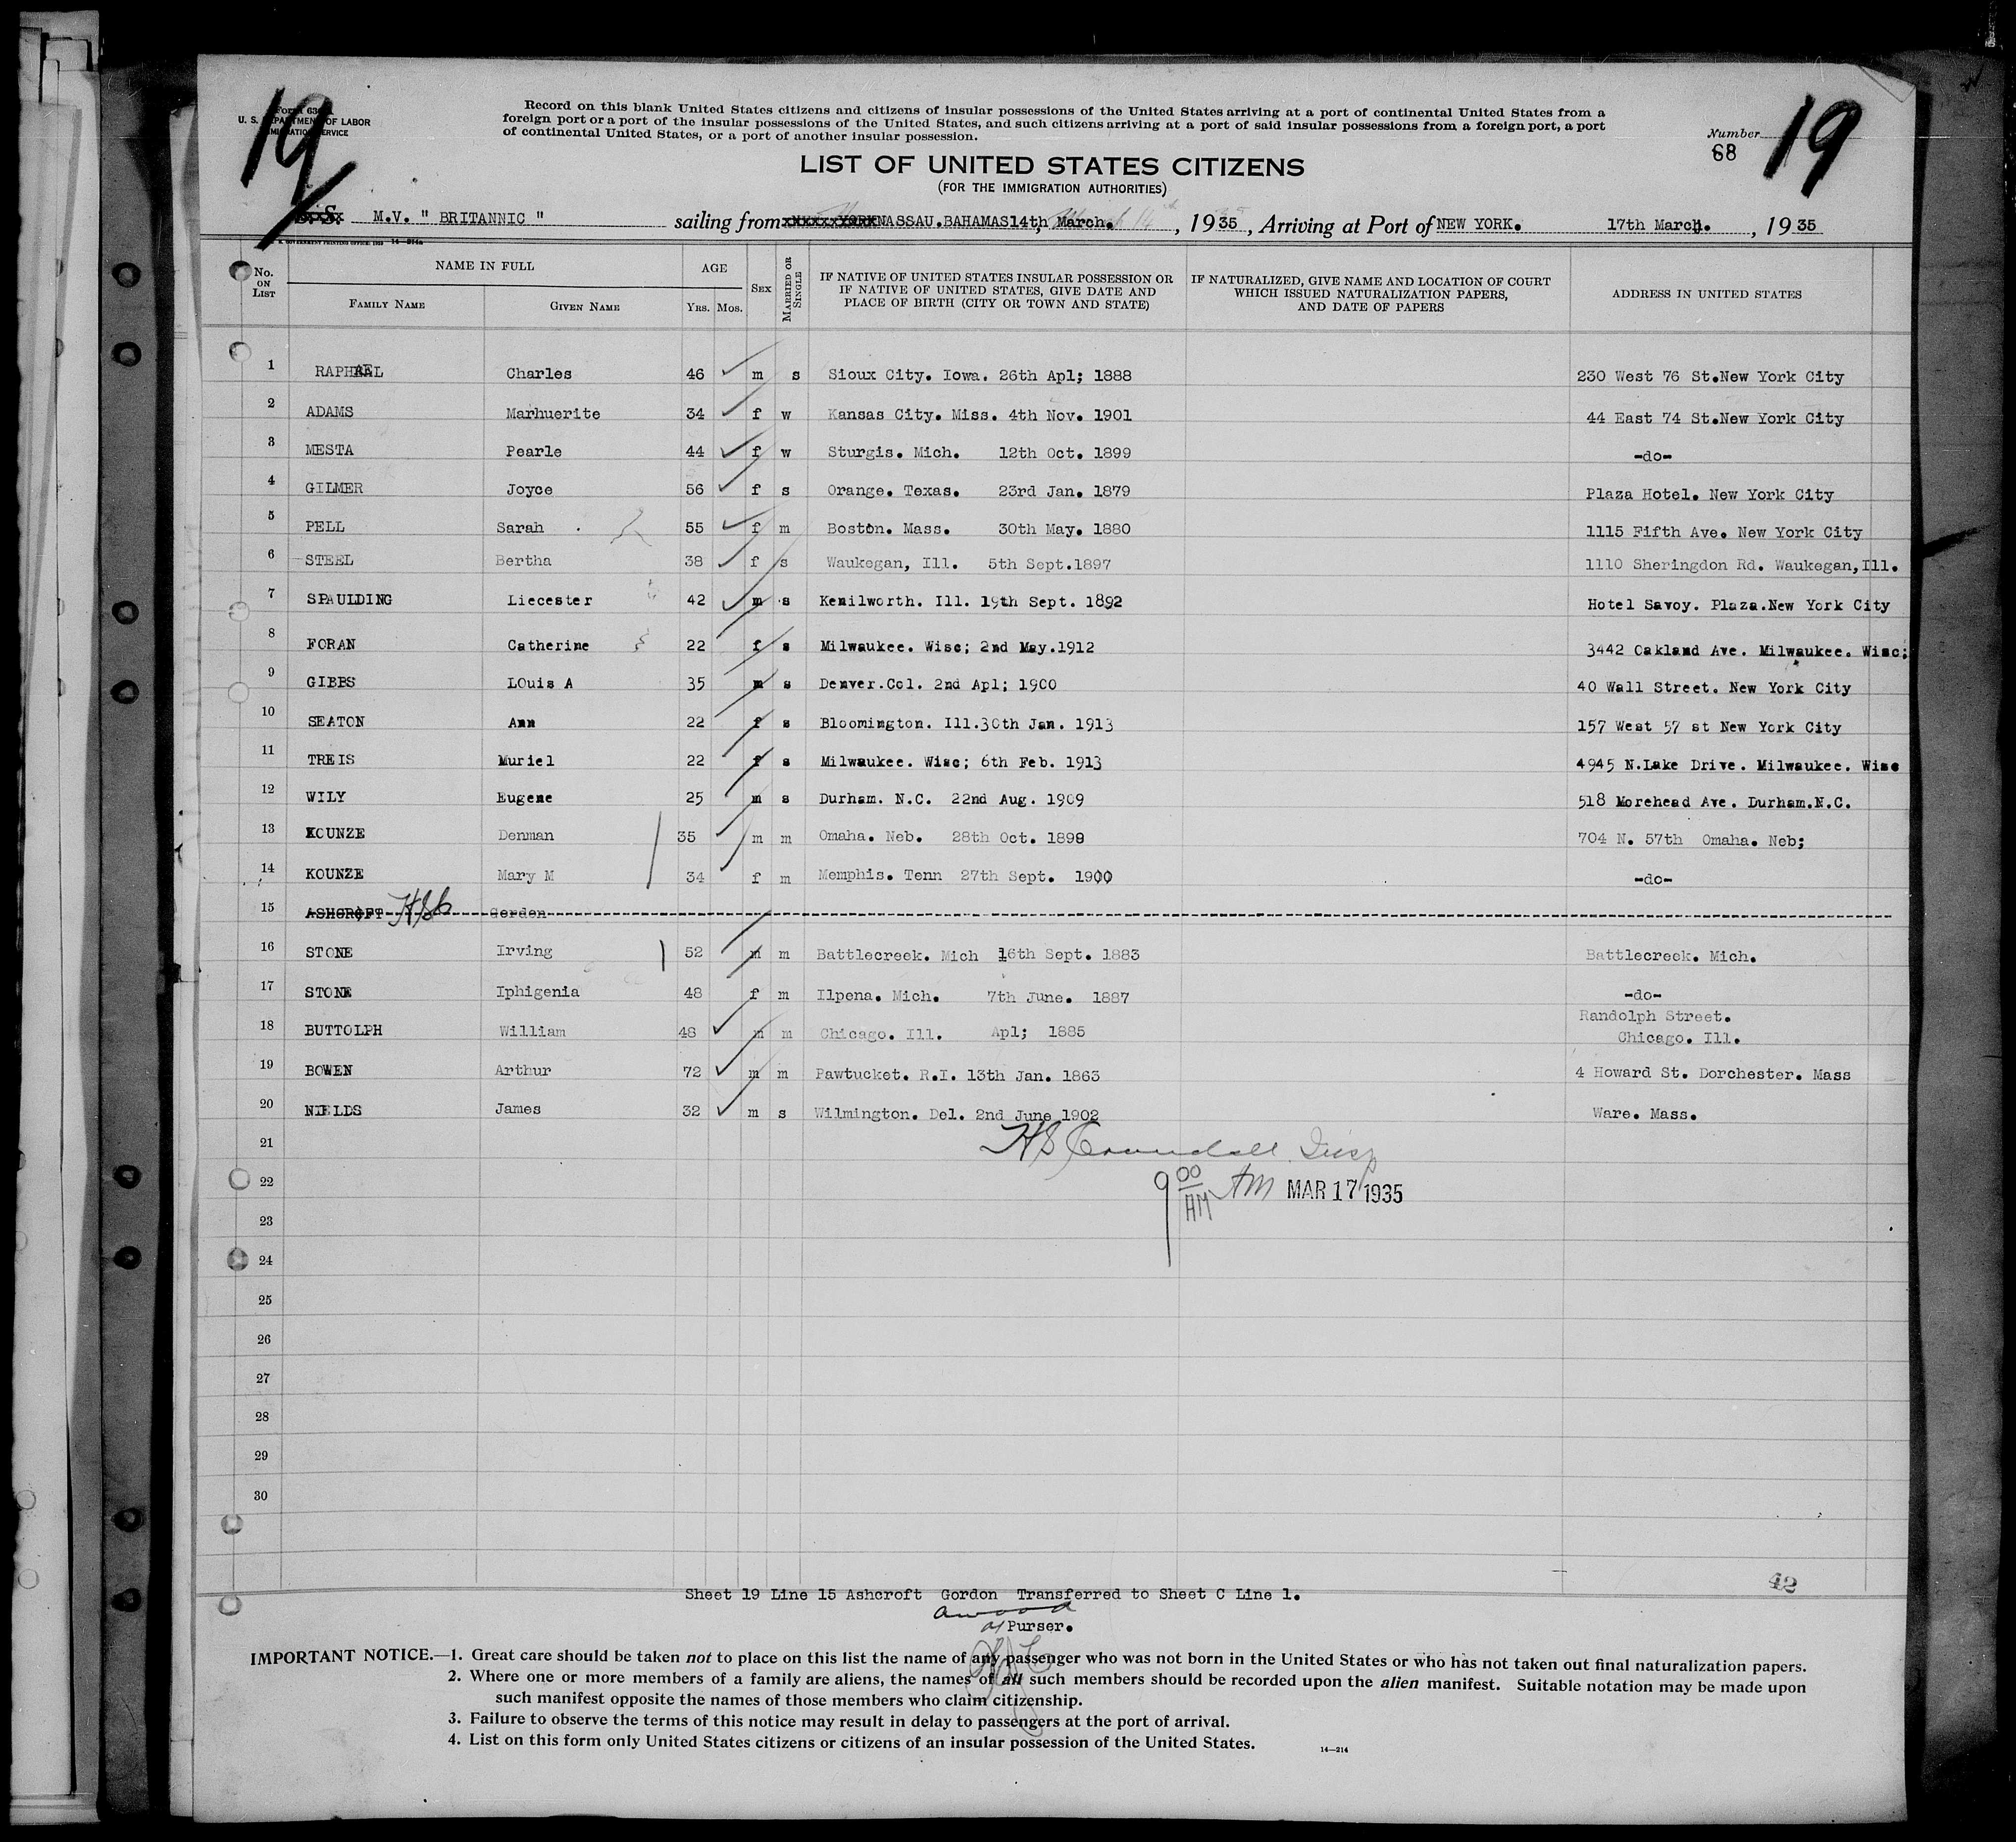 19
Form 630
U. S. DEPARTMENT OF LABOR
IMMIGRATION SERVICE
Record on this blank United States citizens and citizens of insular possessions of the United States arriving at a port of continental United States from a
foreign port or a port of the insular possessions of the United States, and such citizens arriving at a port of said insular possessions from a foreign port, a port
of continental United States, or a port of another insular possession.
Number
68
19
LIST OF UNITED STATES CITIZENS
(FOR THE IMMIGRATION AUTHORITIES)
S.S. M.V. " BRITANNIC " sailing from NASSAU.BAHAMAS 14th, March. , 1935 , Arriving at Port of NEW YORK. 17th March. , 1935
No. ON LIST NAME IN FULL AGE SEX MARRIED OR SINGLE IF NATIVE OF UNITED STATES INSULAR POSSESSION OR IF NATIVE OF UNITED STATES, GIVE DATE AND PLACE OF BIRTH (CITY OR TOWN AND STATE) IF NATURALIZED, GIVE NAME AND LOCATION OF COURT WHICH ISSUED NATURALIZATION PAPERS, AND DATE OF PAPERS ADDRESS IN UNITED STATES
FAMILY NAME GIVEN NAME YRS. MOS.
1 RAPHAEL Charles 46 m s Sioux City. Iowa. 26th Apl; 1888 230 West 76 St.New York City
2 ADAMS Marhuerite 34 f w Kansas City. Miss. 4th Nov. 1901 44 East 74 St.New York City
3 MESTA Pearle 44 f w Sturgis. Mich. 12th Oct. 1899 -do-
4 GILMER Joyce 56 f s Orange. Texas. 23rd Jan. 1879 Plaza Hotel. New York City
5 PELL Sarah 55 f m Boston. Mass. 30th May. 1880 1115 Fifth Ave. New York City
6 STEEL Bertha 38 f s Waukegan, Ill. 5th Sept.1897 1110 Sheringdon Rd. Waukegan,Ill.
7 SPAULDING Liecester 42 m s Kenilworth. Ill. 19th Sept. 1892 Hotel Savoy. Plaza.New York City
8 FORAN Catherine 22 f s Milwaukee. Wisc; 2nd May.1912 3442 Oakland Ave. Milwaukee. Wisc;
9 GIBBS LOuis A 35 m s Denver.Col. 2nd Apl; 1900 40 Wall Street. New York City
10 SEATON Ann 22 f s Bloomington. Ill.30th Jan. 1913 157 West 57 st New York City
11 TREIS Muriel 22 f s Milwaukee. Wisc; 6th Feb. 1913 4945 N.Lake Drive. Milwaukee. Wisc
12 WILY Eugene 25 m s Durham. N.C. 22nd Aug. 1909 518 Morehead Ave. Durham.N.C.
13 KOUNZE Denman 35 m m Omaha. Neb. 28th Oct. 1898 704 N. 57th Omaha. Neb;
14 KOUNZE Mary M 34 f m Memphis. Tenn 27th Sept. 1900 -do-
15 ASHCROFT HSC Gordon
16 STONE Irving 52 m m Battlecreek. Mich 16th Sept. 1883 Battlecreek. Mich.
17 STONE Iphigenia 48 f m Ilpena. Mich. 7th June. 1887 -do-
18 BUTTOLPH William 48 m m Chicago. Ill. Apl; 1885 Randolph Street.
Chicago. Ill.
19 BOWEN Arthur 72 m m Pawtucket. R.I. 13th Jan. 1863 4 Howard St. Dorchester. Mass
20 NIELDS James 32 m s Wilmington. Del. 2nd June 1902 Ware. Mass.
21 HS Crandall Insp
22 9 00 AM AM MAR 17 1935
23
24
25
26
27
28
29
30
42
Sheet 19 Line 15 Ashcroft Gordon Transferred to Sheet C Line 1.
Purser.
IMPORTANT NOTICE.—1. Great care should be taken not to place on this list the name of any passenger who was not born in the United States or who has not taken out final naturalization papers.
2. Where one or more members of a family are aliens, the names of all such members should be recorded upon the alien manifest. Suitable notation may be made upon
such manifest opposite the names of those members who claim citizenship.
3. Failure to observe the terms of this notice may result in delay to passengers at the port of arrival.
4. List on this form only United States citizens or citizens of an insular possession of the United States.
14—214